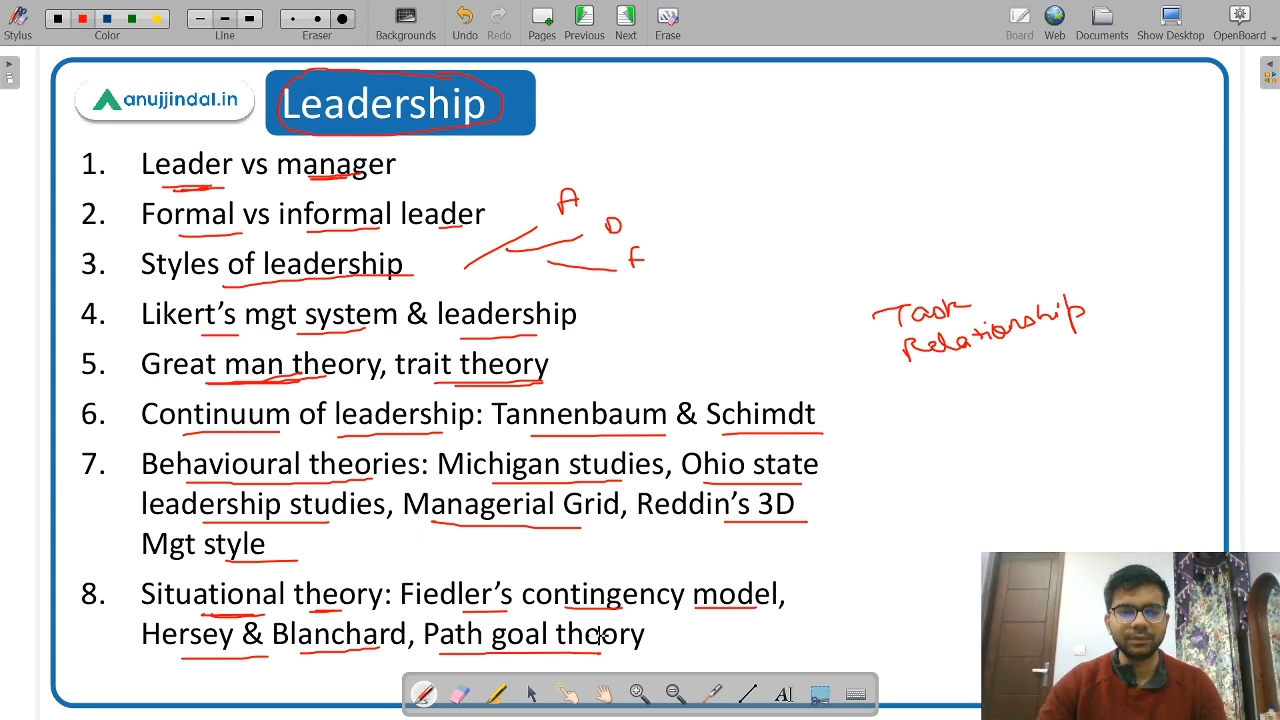 Stylus
Color
Line
Eraser
Backgrounds
Undo
Redo
Pages
Previous
Next
Erase
Board
Web
Documents
Show Desktop
OpenBoard
anujjindal.in
Leadership
1. Leader vs manager
2. Formal vs informal leader
A
D
F
3. Styles of leadership
4. Likert's mgt system & leadership
Task
Relationship
5. Great man theory, trait theory
6. Continuum of leadership: Tannenbaum & Schimdt
7. Behavioural theories: Michigan studies, Ohio state
leadership studies, Managerial Grid, Reddin's 3D
Mgt style
8. Situational theory: Fiedler's contingency model,
Hersey & Blanchard, Path goal theory